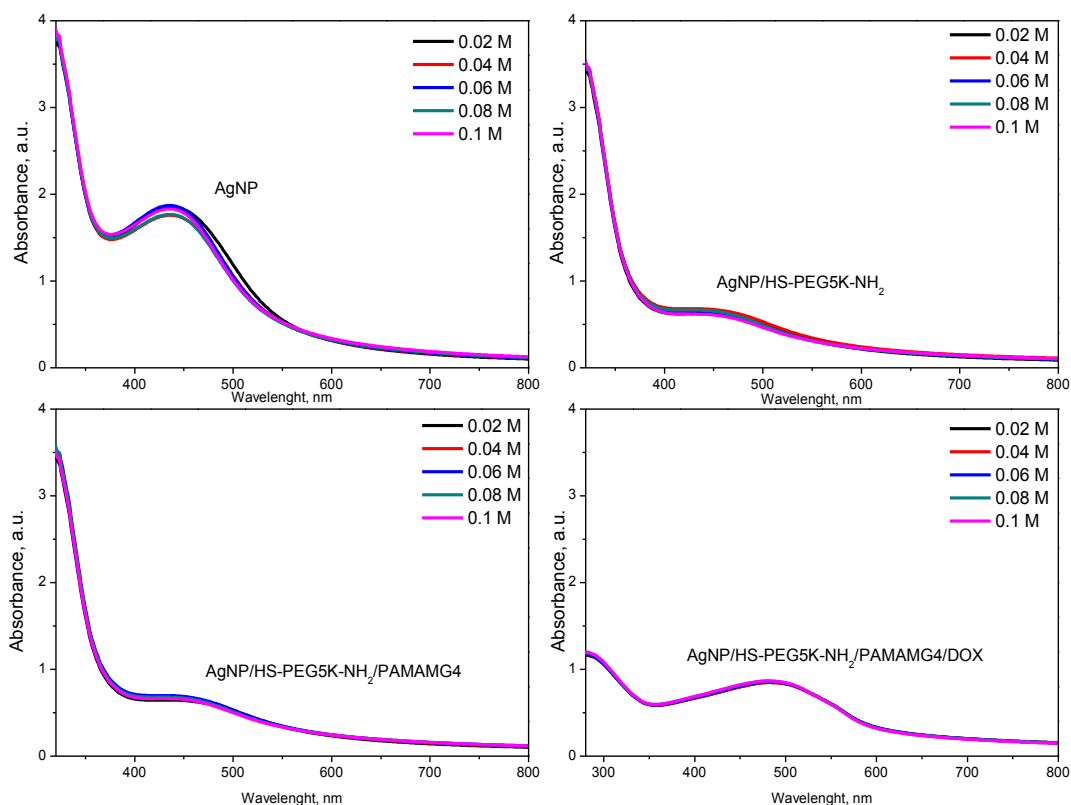 4
3
2
1
0
Absorbance, a.u.
0.02 M
0.04 M
0.06 M
0.08 M
0.1 M
AgNP
400 500 600 700 800
Wavelenght, nm
4
3
2
1
0
Absorbance, a.u.
0.02 M
0.04 M
0.06 M
0.08 M
0.1 M
AgNP/HS-PEG5K-NH₂
400 500 600 700 800
Wavelenght, nm
4
3
2
1
0
Absorbance, a.u.
0.02 M
0.04 M
0.06 M
0.08 M
0.1 M
AgNP/HS-PEG5K-NH₂/PAMAMG4
400 500 600 700 800
Wavelenght, nm
4
3
2
1
0
Absorbance, a.u.
0.02 M
0.04 M
0.06 M
0.08 M
0.1 M
AgNP/HS-PEG5K-NH₂/PAMAMG4/DOX
300 400 500 600 700 800
Wavelenght, nm